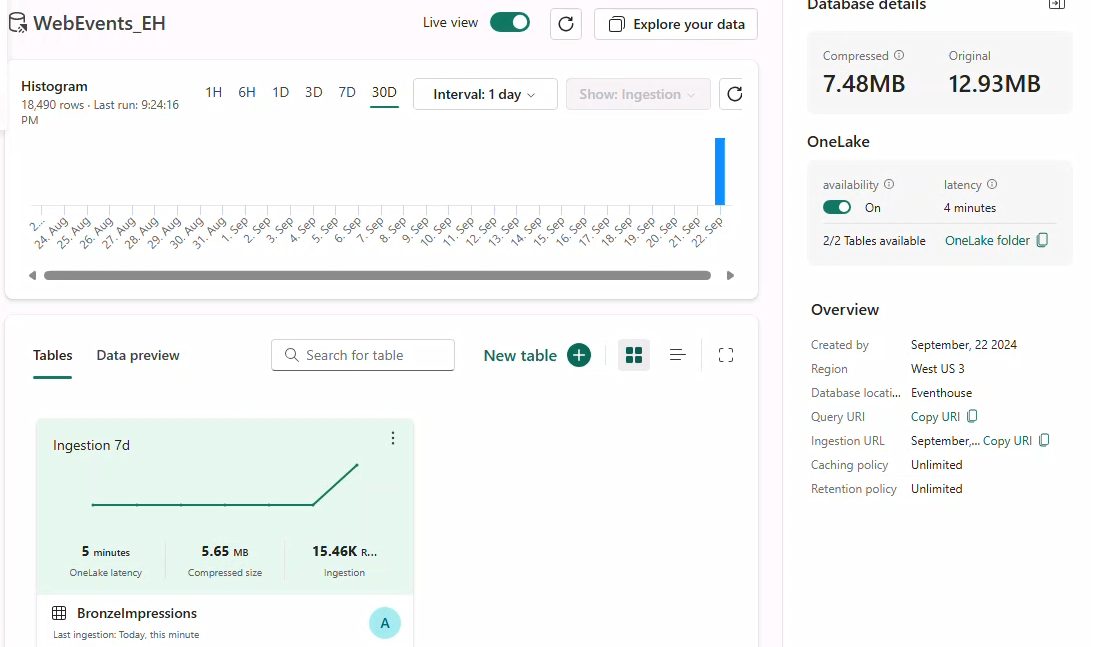 WebEvents_EH
Live view
Explore your data
Histogram
18,490 rows · Last run: 9:24:16
PM
1H 6H 1D 3D 7D 30D
Interval: 1 day
Show: Ingestion
2... 24. Aug 25. Aug 26. Aug 27. Aug 28. Aug 29. Aug 30. Aug 31. Aug 1. Sep 2. Sep 3. Sep 4. Sep 5. Sep 6. Sep 7. Sep 8. Sep 9. Sep 10. Sep 11. Sep 12. Sep 13. Sep 14. Sep 15. Sep 16. Sep 17. Sep 18. Sep 19. Sep 20. Sep 21. Sep 22. Sep
Tables Data preview
Search for table
New table
Ingestion 7d
5 minutes 5.65 MB 15.46K R...
OneLake latency Compressed size Ingestion
BronzeImpressions
A
Last ingestion: Today, this minute
Database details
Compressed Original
7.48MB 12.93MB
OneLake
availability latency
On 4 minutes
2/2 Tables available OneLake folder
Overview
Created by September, 22 2024
Region West US 3
Database locati... Eventhouse
Query URI Copy URI
Ingestion URL September,... Copy URI
Caching policy Unlimited
Retention policy Unlimited